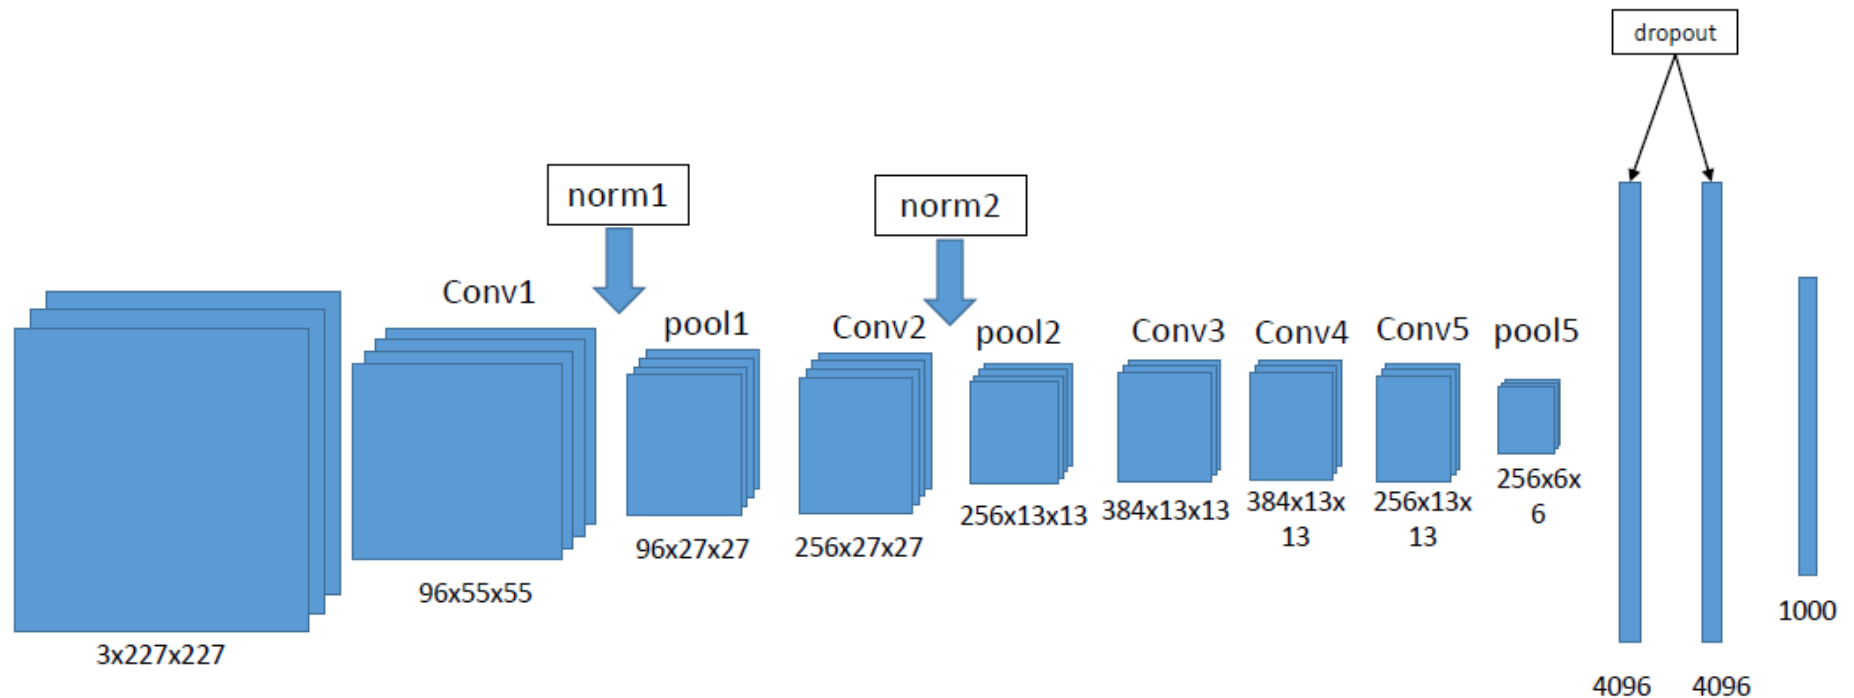 dropout
norm1
norm2
Conv1
pool1
Conv2
pool2
Conv3
Conv4
Conv5
pool5
3x227x227
96x55x55
96x27x27
256x27x27
256x13x13
384x13x13
384x13x
13
256x13x
13
256x6x
6
4096
4096
1000